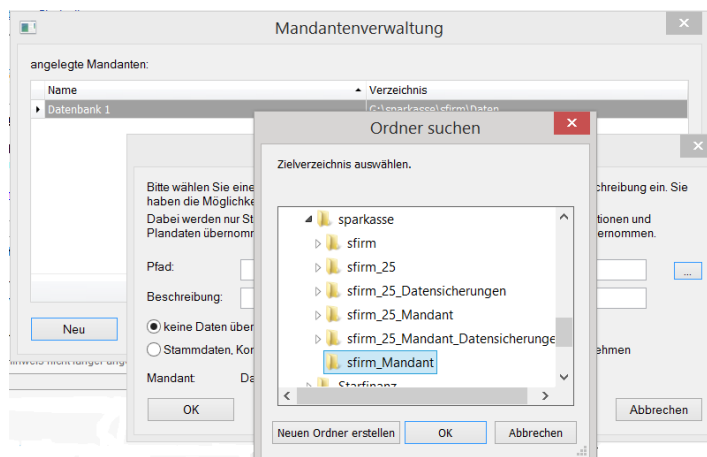 Mandantenverwaltung
angelegte Mandanten:
Name
Verzeichnis
Datenbank 1
G:\sparkasse\sfirm\Daten
Ordner suchen
Zielverzeichnis auswählen.
Bitte wählen Sie eine
chreibung ein. Sie
haben die Möglichke
Dabei werden nur St
tionen und
Plandaten übernomm
ernommen.
sparkasse
sfirm
sfirm_25
sfirm_25_Datensicherungen
sfirm_25_Mandant
sfirm_25_Mandant_Datensicherunge
sfirm_Mandant
Starfinanz
Pfad:
...
Beschreibung:
Neu
keine Daten über
Stammdaten, Kor
ehmen
Mandant
Da
OK
Abbrechen
Neuen Ordner erstellen
OK
Abbrechen